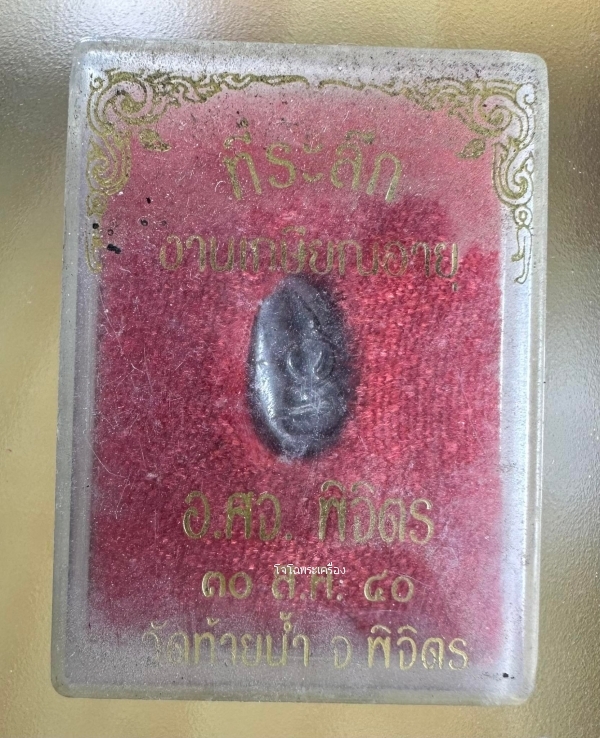 ที่ระลึก
งานเกษียณอายุ
อ.ศจ. พิจิตร
โจโฉพระเครื่อง
๓๐ ส.ค. ๔๐
วัดท้ายน้ำ จ พิจิตร